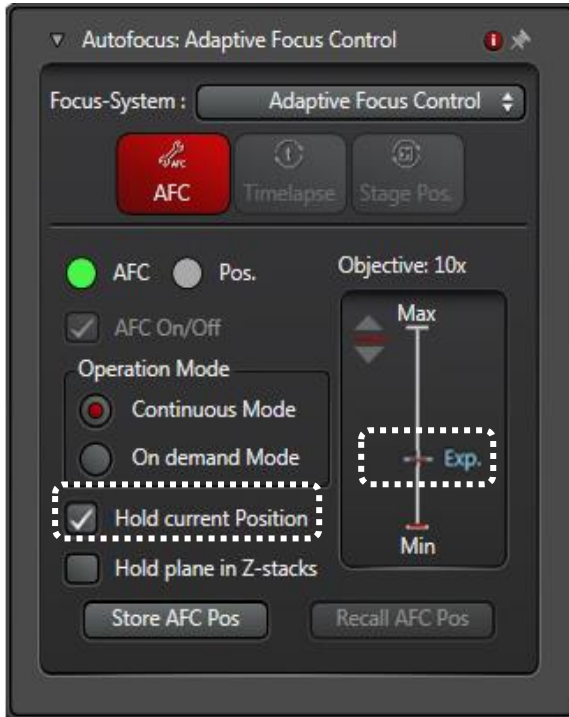 Autofocus: Adaptive Focus Control
Focus-System : Adaptive Focus Control
AFC
AFC Timelapse Stage Pos.
AFC Pos. Objective: 10x
AFC On/Off
Max
Operation Mode
Continuous Mode
On demand Mode
Exp.
Hold current Position
Min
Hold plane in Z-stacks
Store AFC Pos Recall AFC Pos